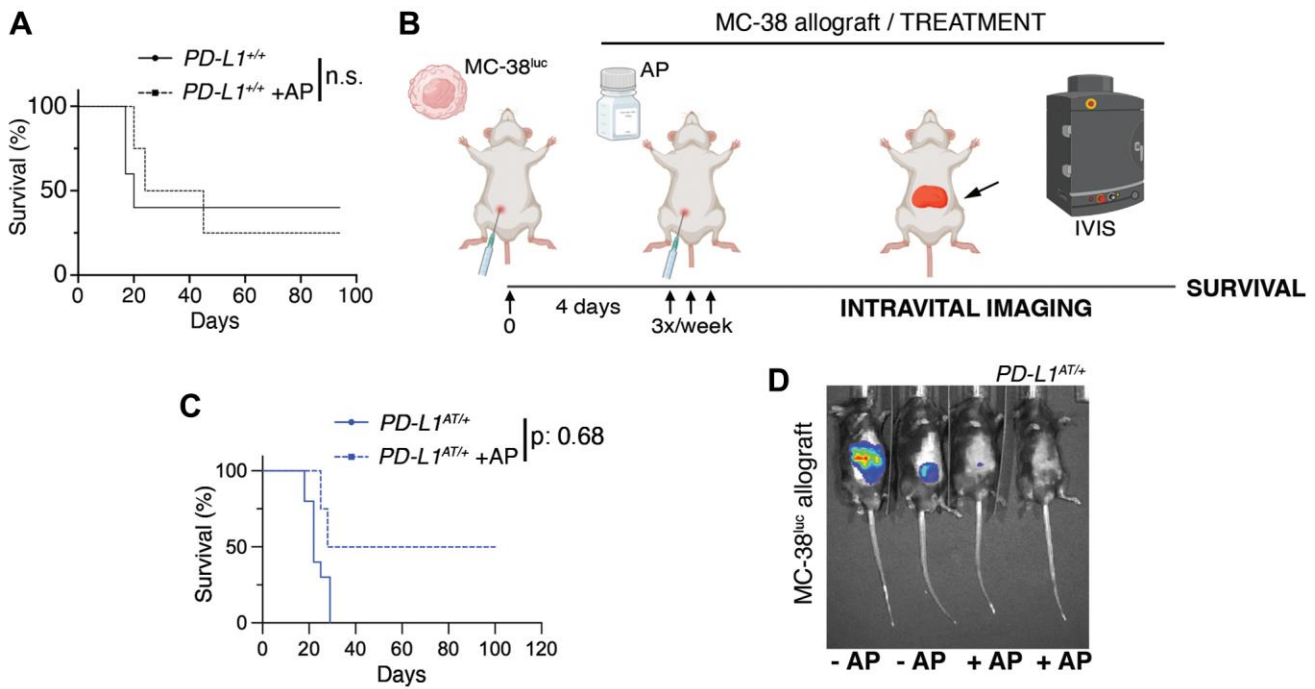 A
PD-L1+/+
PD-L1+/+ +AP
n.s.
Survival (%)
100
50
0
0 20 40 60 80 100
Days
B
MC-38 allograft / TREATMENT
MC-38luc
AP
IVIS
0
4 days
3x/week
INTRAVITAL IMAGING
SURVIVAL
C
PD-L1AT/+
PD-L1AT/+ +AP
p: 0.68
Survival (%)
100
50
0
0 20 40 60 80 100 120
Days
D
PD-L1AT/+
MC-38luc allograft
- AP - AP + AP + AP